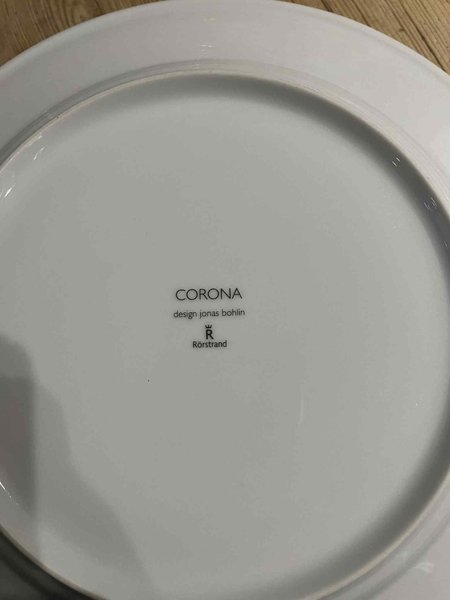 CORONA
design jonas bohlin
R
Rörstrand